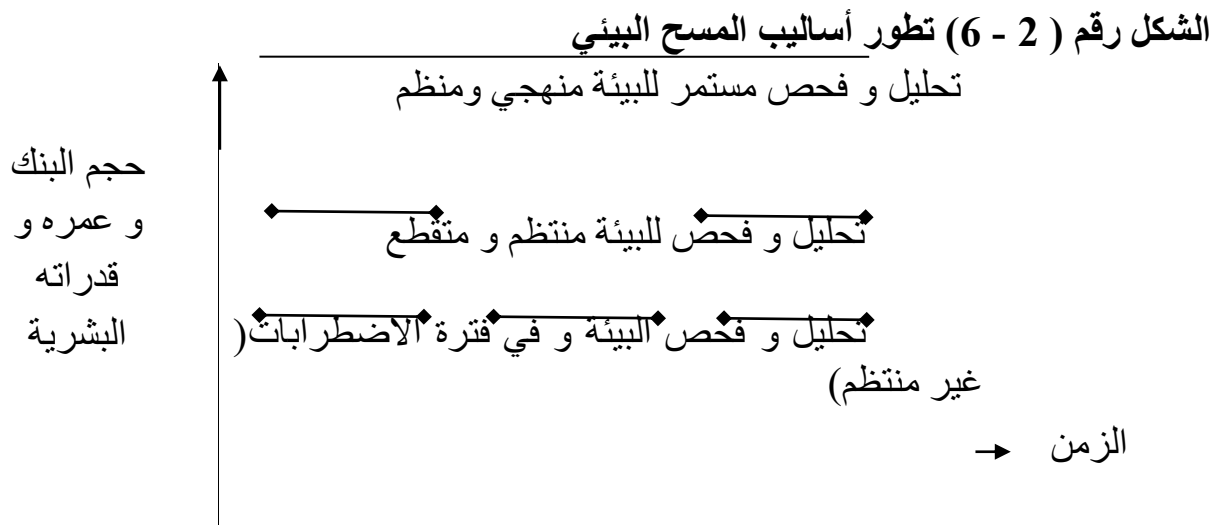 الشكل رقم ( 2 - 6) تطور أساليب المسح البيئي
تحليل و فحص مستمر للبيئة منهجي ومنظم
حجم البنك
و عمره و
قدراته
البشرية
تحليل و فحص للبيئة منتظم و متقطع
تحليل و فحص البيئة و في فترة الاضطرابات(
غير منتظم)
الزمن